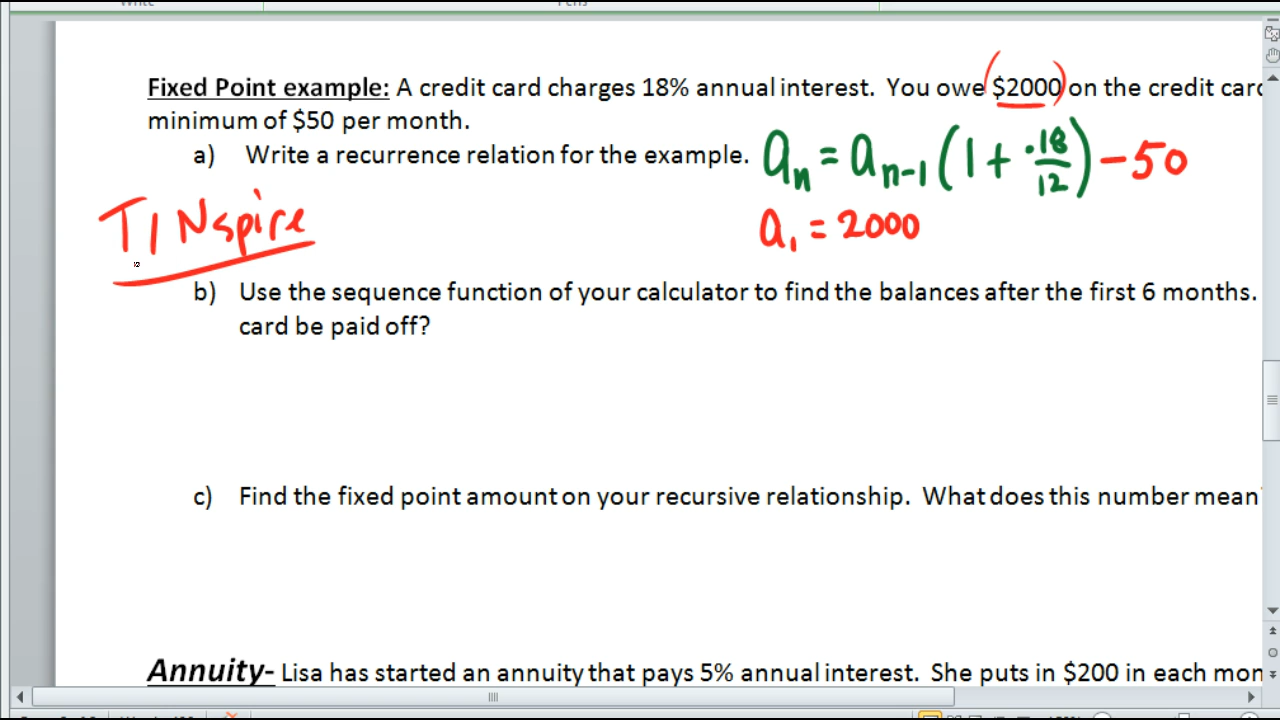 Fixed Point example: A credit card charges 18% annual interest. You owe $2000 on the credit card
minimum of $50 per month.
a) Write a recurrence relation for the example. aₙ = aₙ₋₁ (1 + .18/12) – 50
TI Nspire
a₁ = 2000
b) Use the sequence function of your calculator to find the balances after the first 6 months.
card be paid off?
c) Find the fixed point amount on your recursive relationship. What does this number mean
Annuity- Lisa has started an annuity that pays 5% annual interest. She puts in $200 in each